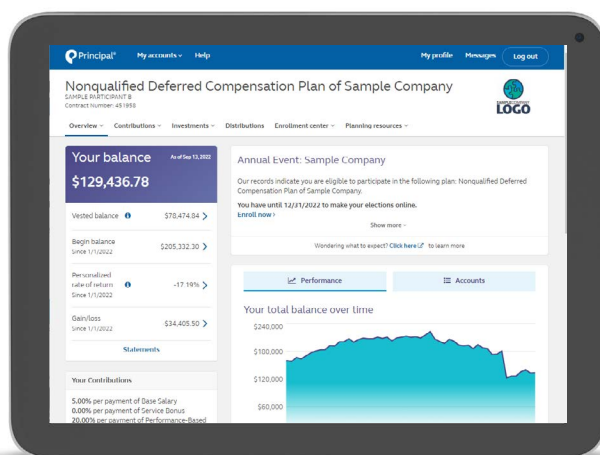 Principal® My accounts Help My profile Messages Log out
Nonqualified Deferred Compensation Plan of Sample Company
SAMPLE PARTICIPANT B
Contract Number: 451950
SAMPLE COMPANY
LOGO
Overview Contributions Investments Distributions Enrollment center Planning resources
Your balance As of Sep 13, 2022
$129,436.78
Vested balance $78,474.84
Begin balance
Since 1/1/2022
$205,332.30
Personalized
rate of return
Since 1/1/2022
-17.19%
Gain/loss
Since 1/1/2022
-$34,405.50
Statements
Your Contributions
5.00% per payment of Base Salary
0.00% per payment of Service Bonus
20.00% per payment of Performance-Based
Annual Event: Sample Company
Our records indicate you are eligible to participate in the following plan: Nonqualified Deferred
Compensation Plan of Sample Company.
You have until 12/31/2022 to make your elections
online.
Enroll now
Show more
Wondering what to expect? Click here to learn more
Performance Accounts
Your total balance over time
$240,000
$180,000
$120,000
$60,000